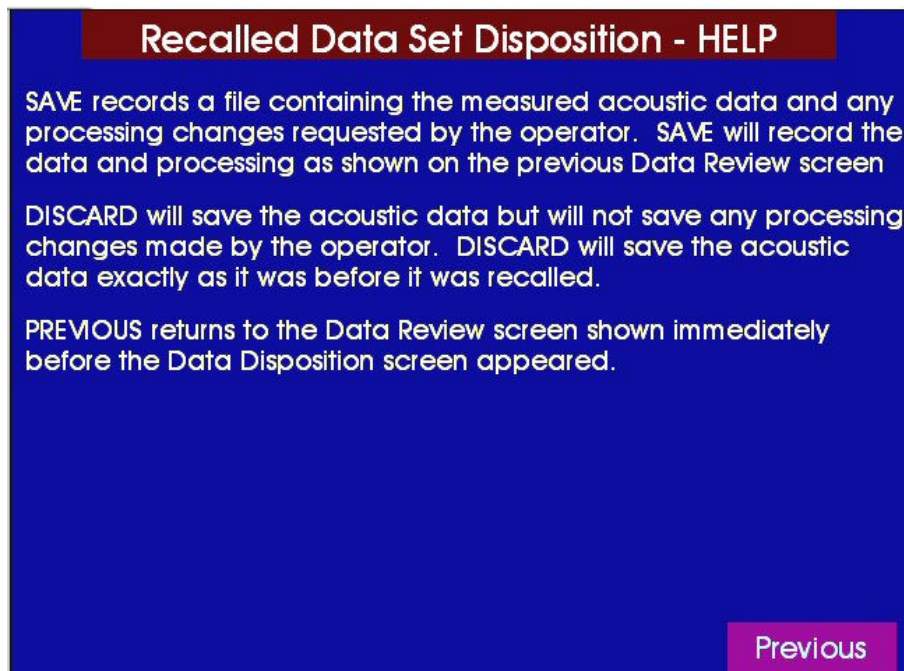 Recalled Data Set Disposition - HELP
SAVE records a file containing the measured acoustic data and any
processing changes requested by the operator.  SAVE will record the
data and processing as shown on the previous Data Review screen
DISCARD will save the acoustic data but will not save any processing
changes made by the operator.  DISCARD will save the acoustic
data exactly as it was before it was recalled.
PREVIOUS returns to the Data Review screen shown immediately
before the Data Disposition screen appeared.
Previous